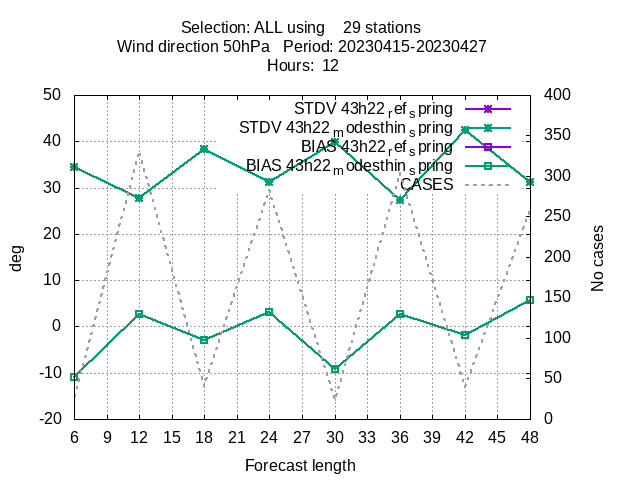 Selection: ALL using 29 stations
Wind direction 50hPa Period: 20230415-20230427
Hours: 12
STDV 43h22_ref_spring
STDV 43h22_modesthin_spring
BIAS 43h22_ref_spring
BIAS 43h22_modesthin_spring
CASES
50
40
30
20
10
0
-10
-20
deg
400
350
300
250
200
150
100
50
0
No cases
6 9 12 15 18 21 24 27 30 33 36 39 42 45 48
Forecast length